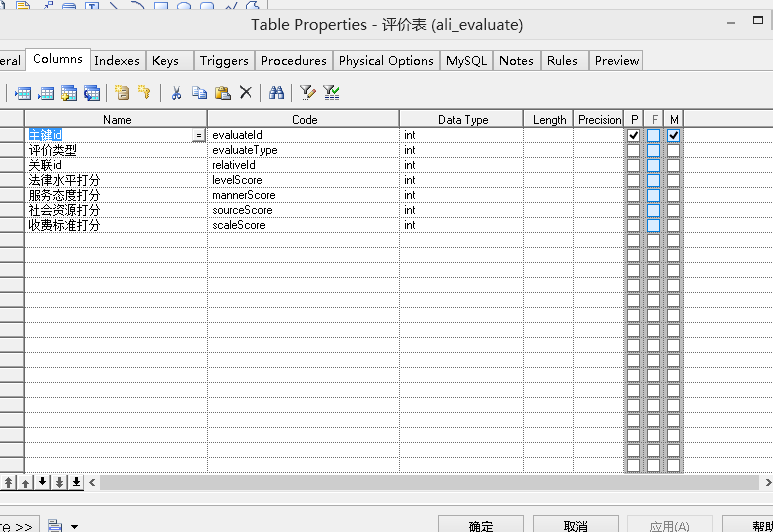 Table Properties - 评价表 (ali_evaluate)
eral Columns Indexes Keys Triggers Procedures Physical Options MySQL Notes Rules Preview
Name Code Data Type Length Precision P F M
主键id = evaluateId int
评价类型 evaluateType int
关联id relativeId int
法律水平打分 levelScore int
服务态度打分 mannerScore int
社会资源打分 sourceScore int
收费标准打分 scaleScore int
re >> 确定 取消 应用(A) 帮助